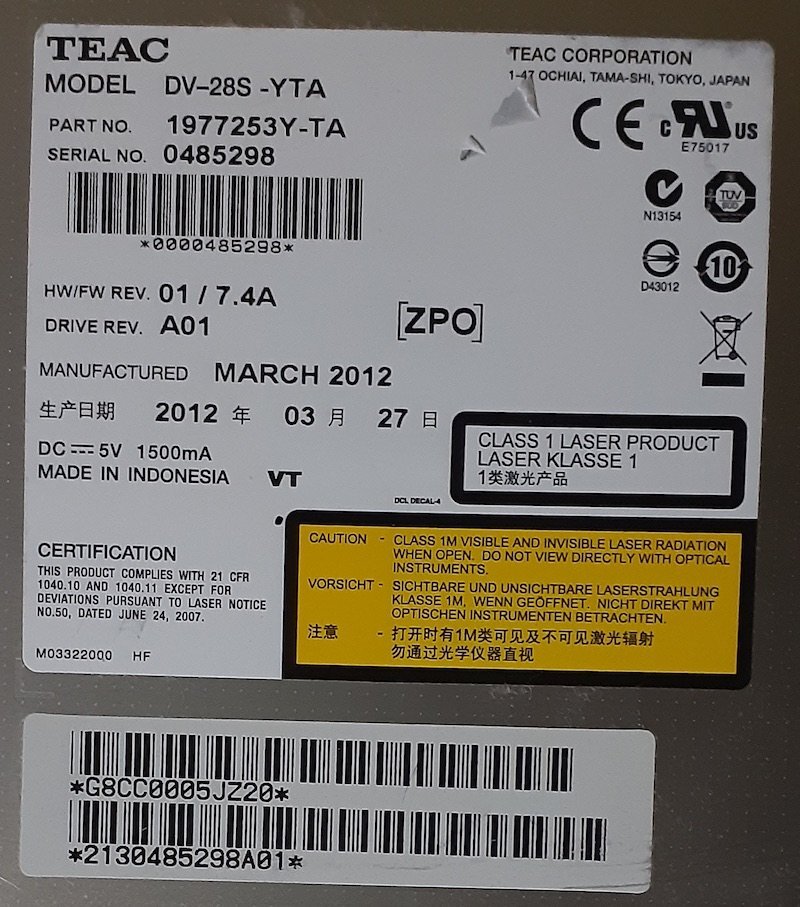 TEAC
MODEL DV-28S -YTA
PART NO. 1977253Y-TA
SERIAL NO. 0485298
*0000485298*
TEAC CORPORATION
1-47 OCHIAI, TAMA-SHI, TOKYO, JAPAN
CE c RU US
E75017
N13154
TÜV
SÜD
D43012
10
HW/FW REV. 01 / 7.4A
DRIVE REV. A01
[ZPO]
MANUFACTURED MARCH 2012
生产日期 2012 年 03 月 27 日
DC 5V 1500mA
MADE IN INDONESIA VT
CLASS 1 LASER PRODUCT
LASER KLASSE 1
1类激光产品
DCL DECAL-4
CERTIFICATION
THIS PRODUCT COMPLIES WITH 21 CFR
1040.10 AND 1040.11 EXCEPT FOR
DEVIATIONS PURSUANT TO LASER NOTICE
NO.50, DATED JUNE 24, 2007.
M03322000 HF
CAUTION - CLASS 1M VISIBLE AND INVISIBLE LASER RADIATION
WHEN OPEN. DO NOT VIEW DIRECTLY WITH OPTICAL
INSTRUMENTS.
VORSICHT - SICHTBARE UND UNSICHTBARE LASERSTRAHLUNG
KLASSE 1M, WENN GEÖFFNET. NICHT DIREKT MIT
OPTISCHEN INSTRUMENTEN BETRACHTEN.
注意 - 打开时有1M类可见及不可见激光辐射
勿通过光学仪器直视
*G8CC0005JZ20*
*2130485298A01*